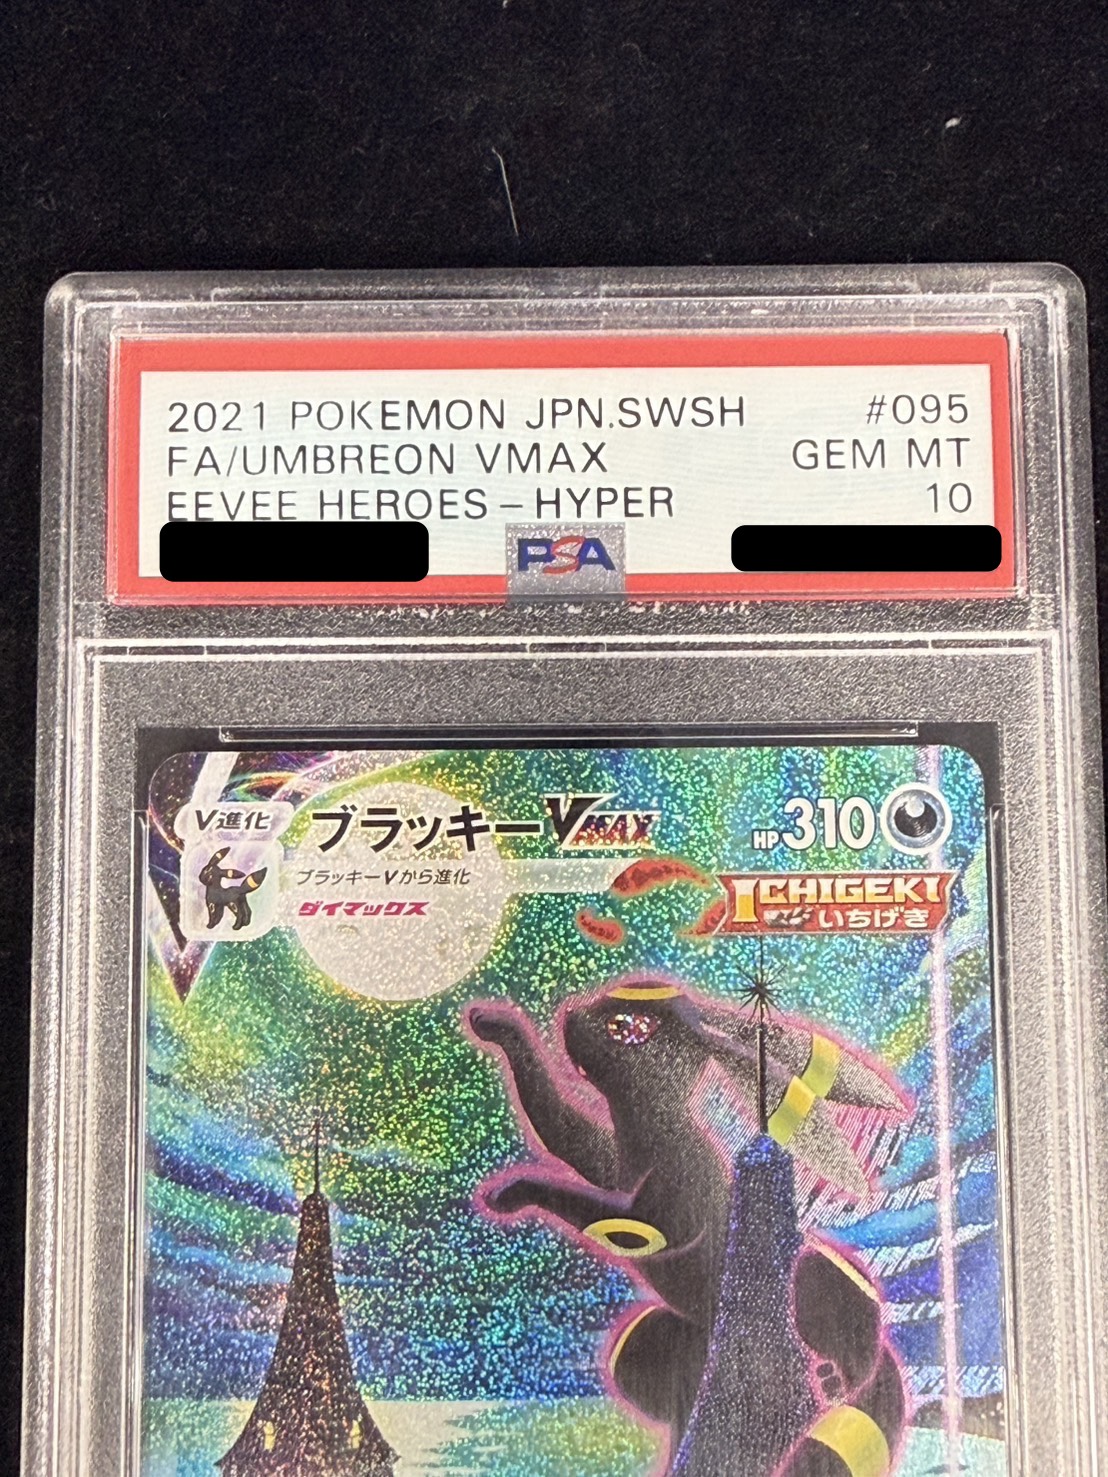 2021 POKEMON JPN.SWSH #095
FA/UMBREON VMAX GEM MT
EEVEE HEROES-HYPER 10
PSA
V進化 ブラッキーVMAX HP310
ブラッキーVから進化
ダイマックス
ICHIGEKI
いちげき